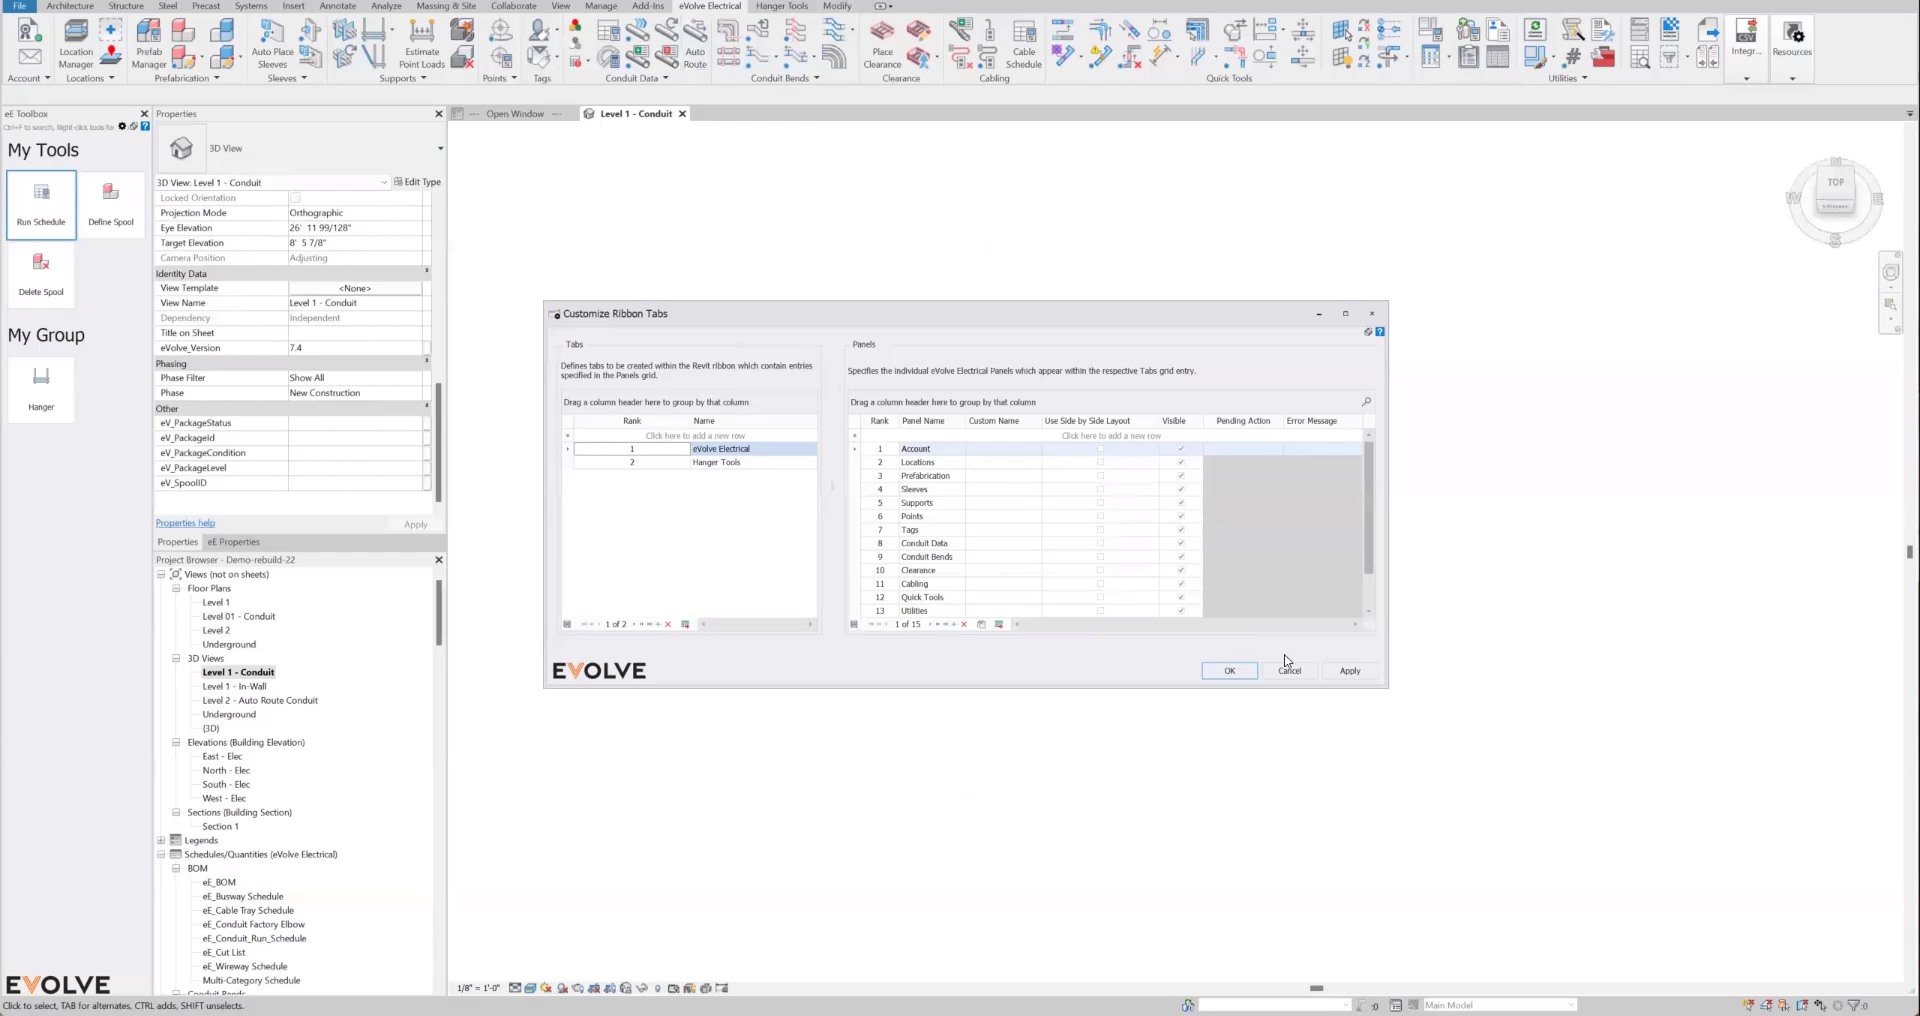 File Architecture Structure Steel Precast Systems Insert Annotate Analyze Massing & Site Collaborate View Manage Add-Ins eVolve Electrical Hanger Tools Modify
Location Manager
Prefab Manager
Auto Place Sleeves
Estimate Point Loads
Auto Route
Place Clearance
Cable Schedule
CSV
Integr...
Resources
Account Locations Prefabrication Sleeves Supports Points Tags Conduit Data Conduit Bends Clearance Cabling Quick Tools Utilities
eE Toolbox
Ctrl+F to search, Right-click tools for
My Tools
Run Schedule
Define Spool
Delete Spool
My Group
Hanger
EVOLVE
Properties
3D View
3D View: Level 1 - Conduit Edit Type
Locked Orientation
Projection Mode Orthographic
Eye Elevation 26' 11 99/128"
Target Elevation 8' 5 7/8"
Camera Position Adjusting
Identity Data
View Template <None>
View Name Level 1 - Conduit
Dependency Independent
Title on Sheet
eVolve_Version 7.4
Phasing
Phase Filter Show All
Phase New Construction
Other
eV_PackageStatus
eV_PackageId
eV_PackageCondition
eV_PackageLevel
eV_SpoolID
Properties help Apply
Properties eE Properties
Project Browser - Demo-rebuild-22
Views (not on sheets)
Floor Plans
Level 1
Level 01 - Conduit
Level 2
Underground
3D Views
Level 1 - Conduit
Level 1 - In-Wall
Level 2 - Auto Route Conduit
Underground
{3D}
Elevations (Building Elevation)
East - Elec
North - Elec
South - Elec
West - Elec
Sections (Building Section)
Section 1
Legends
Schedules/Quantities (eVolve Electrical)
BOM
eE_BOM
eE_Busway Schedule
eE_Cable Tray Schedule
eE_Conduit Factory Elbow
eE_Conduit_Run_Schedule
eE_Cut List
eE_Wireway Schedule
Multi-Category Schedule
Conduit Bends
--- Open Window ---
Level 1 - Conduit
TOP
N
W
E
S
Customize Ribbon Tabs
Tabs
Defines tabs to be created within the Revit ribbon which contain entries specified in the Panels grid.
Drag a column header here to group by that column
Rank Name
Click here to add a new row
1 eVolve Electrical
2 Hanger Tools
1 of 2
Panels
Specifies the individual eVolve Electrical Panels which appear within the respective Tabs grid entry.
Drag a column header here to group by that column
Rank Panel Name Custom Name Use Side by Side Layout Visible Pending Action Error Message
Click here to add a new row
1 Account
2 Locations
3 Prefabrication
4 Sleeves
5 Supports
6 Points
7 Tags
8 Conduit Data
9 Conduit Bends
10 Clearance
11 Cabling
12 Quick Tools
13 Utilities
1 of 15
EVOLVE
OK Cancel Apply
1/8" = 1'-0"
Click to select, TAB for alternates, CTRL adds, SHIFT unselects.
:0
Main Model
:0